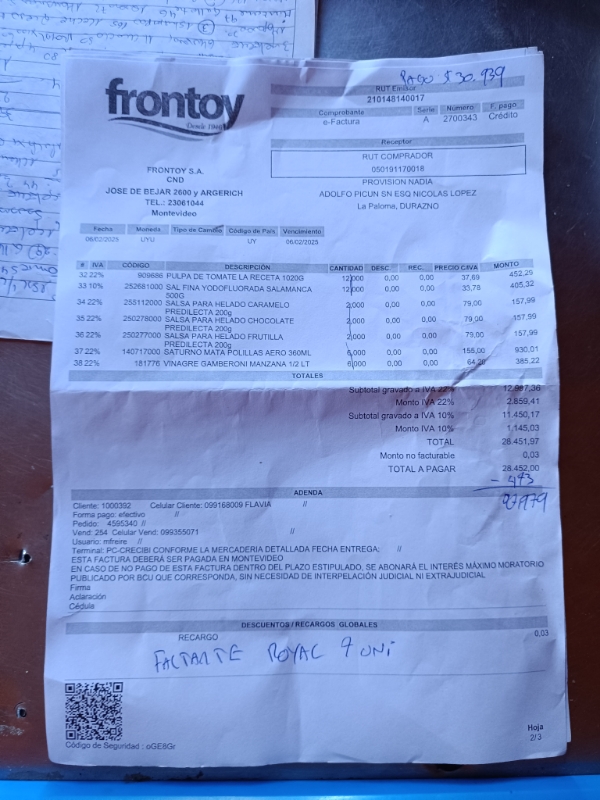 PAGO $30.939
frontoy
Desde 1966
RUT Emisor
210148140017
Comprobante Serie Número F. pago
e-Factura A 2700343 Crédito
Receptor
RUT COMPRADOR
050191170018
PROVISION NADIA
ADOLFO PICUN SN ESQ NICOLAS LOPEZ
La Paloma, DURAZNO
FRONTOY S.A.
CND
JOSE DE BEJAR 2600 y ARGERICH
TEL.: 23061044
Montevideo
Fecha Moneda Tipo de Cambio Código de País Vencimiento
06/02/2025 UYU UY 06/02/2025
# IVA CÓDIGO DESCRIPCIÓN CANTIDAD DESC. REC. PRECIO C/IVA MONTO
32 22% 909686 PULPA DE TOMATE LA RECETA 1020G 12,000 0,00 0,00 37,69 452,29
33 10% 252681000 SAL FINA YODOFLUORADA SALAMANCA 12,000 0,00 0,00 33,78 405,32
500G
34 22% 255112000 SALSA PARA HELADO CARAMELO 2,000 0,00 0,00 79,00 157,99
PREDILECTA 200g
35 22% 250278000 SALSA PARA HELADO CHOCOLATE 2,000 0,00 0,00 79,00 157,99
PREDILECTA 200g
36 22% 250277000 SALSA PARA HELADO FRUTILLA 2,000 0,00 0,00 79,00 157,99
PREDILECTA 200g
37 22% 140717000 SATURNO MATA POLILLAS AERO 360ML 6,000 0,00 0,00 155,00 930,01
38 22% 181776 VINAGRE GAMBERONI MANZANA 1/2 LT 6,000 0,00 0,00 64,20 385,22
TOTALES
Subtotal gravado a IVA 22% 12.997,36
Monto IVA 22% 2.859,41
Subtotal gravado a IVA 10% 11.450,17
Monto IVA 10% 1.145,03
TOTAL 28.451,97
Monto no facturable 0,03
TOTAL A PAGAR 28.452,00
- 473
27979
ADENDA
Cliente: 1000392 Celular Cliente: 099168009 FLAVIA //
Forma pago: efectivo //
Pedido: 4595340 //
Vend: 254 Celular Vend: 099355071 //
Usuario: mfreire //
Terminal: PC-CRECIBI CONFORME LA MERCADERIA DETALLADA FECHA ENTREGA: //
ESTA FACTURA DEBERÁ SER PAGADA EN MONTEVIDEO
EN CASO DE NO PAGO DE ESTA FACTURA DENTRO DEL PLAZO ESTIPULADO, SE ABONARÁ EL INTERÉS MÁXIMO MORATORIO
PUBLICADO POR BCU QUE CORRESPONDA, SIN NECESIDAD DE INTERPELACIÓN JUDICIAL NI EXTRAJUDICIAL
Firma
Aclaración
Cédula
DESCUENTOS / RECARGOS GLOBALES
RECARGO 0,03
FALTANTE ROYAL 7 UNI
Código de Seguridad : oGE8Gr
Hoja
2/3